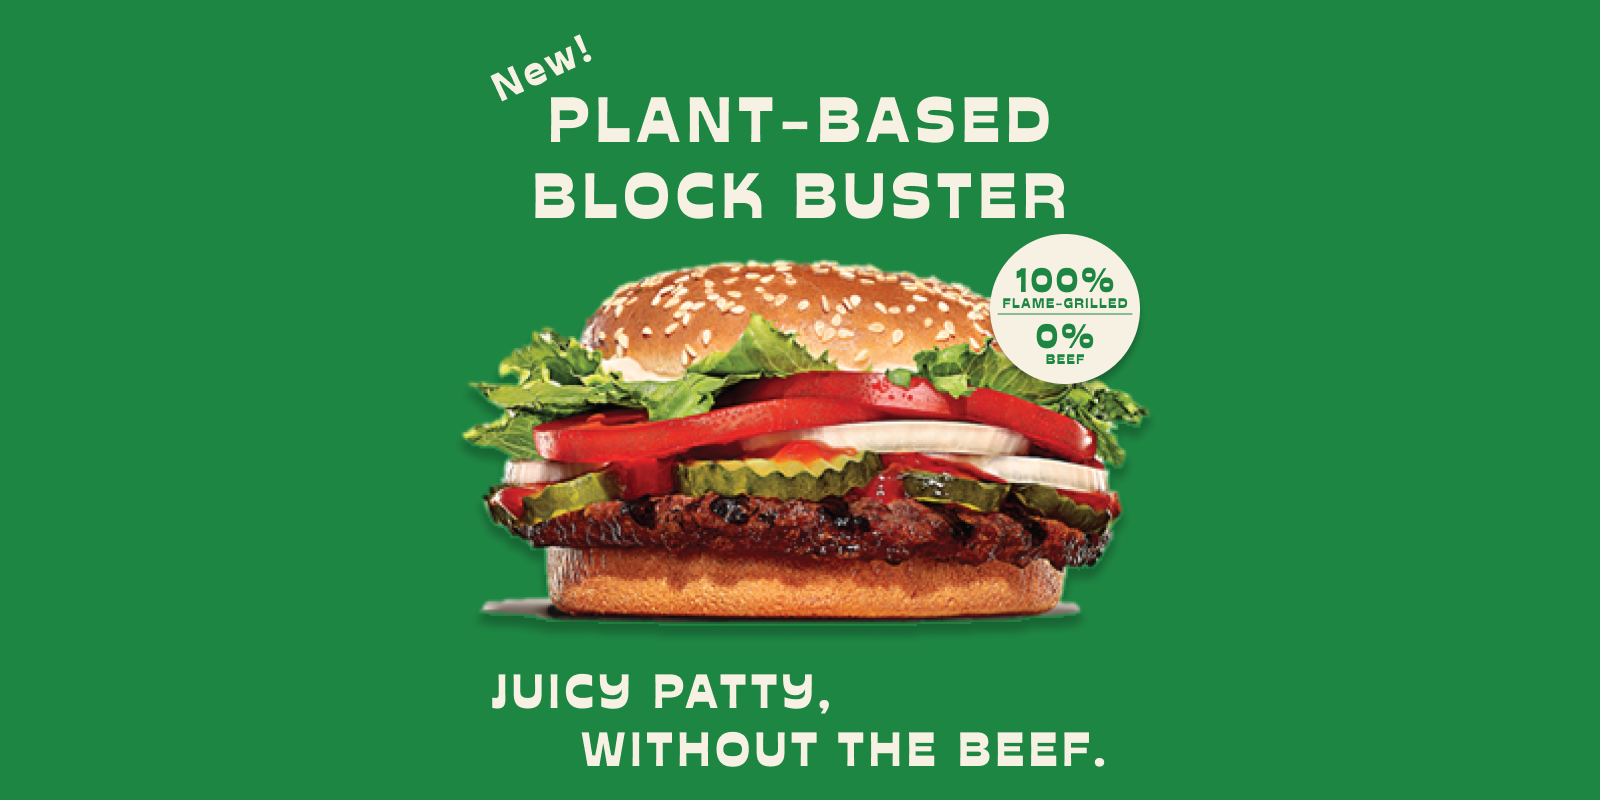 New!
PLANT-BASED
BLOCK BUSTER
100%
FLAME-GRILLED
0%
BEEF
JUICY PATTY,
WITHOUT THE BEEF.